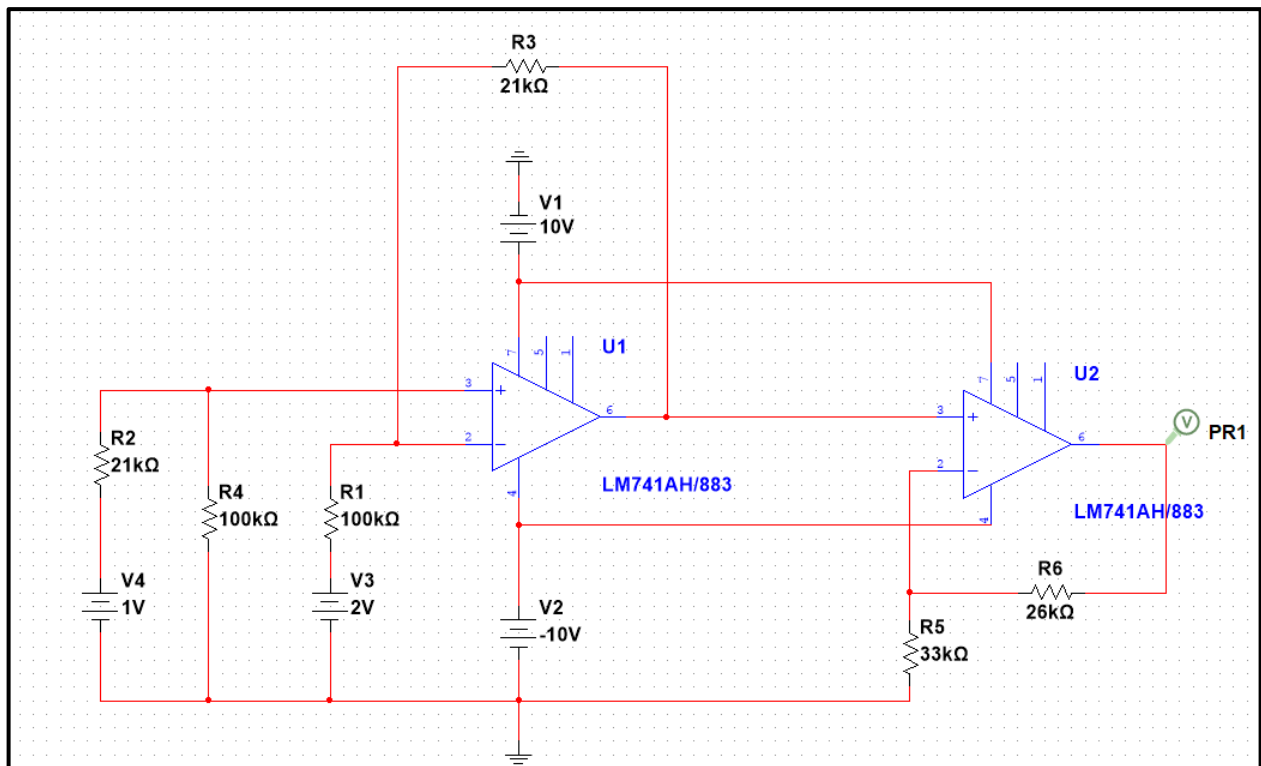 R3
21kΩ
V1
10V
7
5
1
U1
3
+
2
−
6
4
LM741AH/883
7
5
1
U2
3
+
2
−
6
4
LM741AH/883
V
PR1
R2
21kΩ
R4
100kΩ
R1
100kΩ
V4
1V
V3
2V
V2
-10V
R6
26kΩ
R5
33kΩ